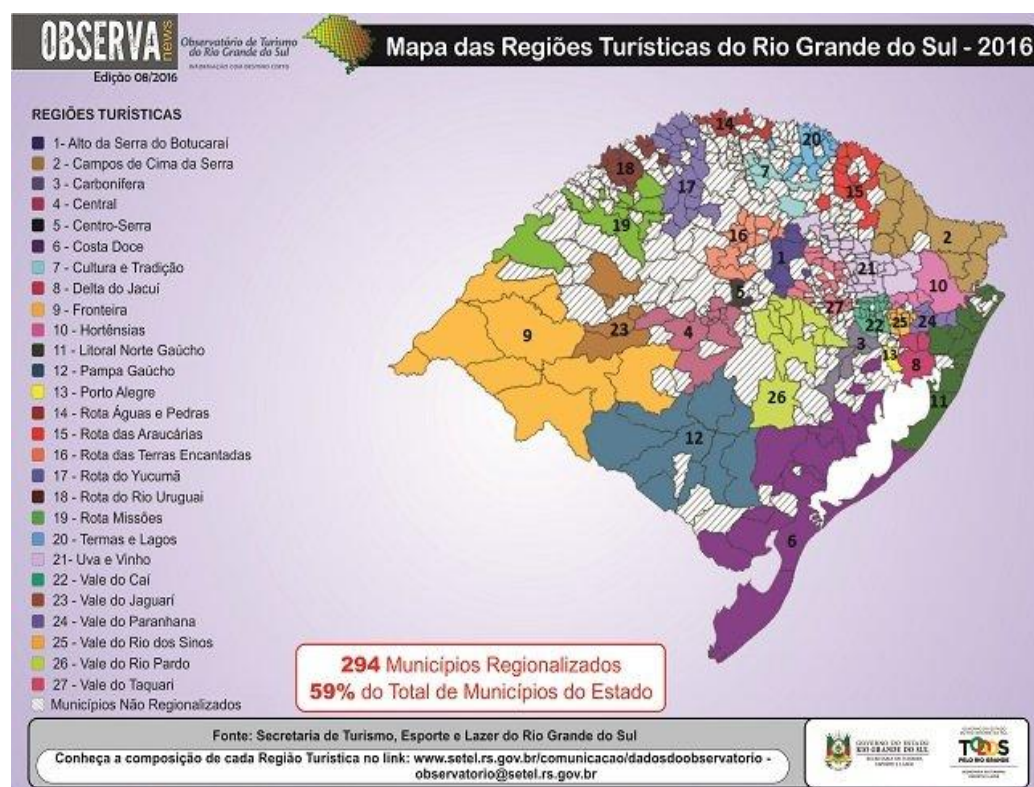 OBSERVA
news
Observatório de Turismo
do Rio Grande do Sul
INFORMAÇÃO COM DESTINO CERTO
Edição 08/2016
Mapa das Regiões Turísticas do Rio Grande do Sul - 2016
REGIÕES TURÍSTICAS
1- Alto da Serra do Botucaraí
2 - Campos de Cima da Serra
3 - Carbonífera
4 - Central
5 - Centro-Serra
6 - Costa Doce
7 - Cultura e Tradição
8 - Delta do Jacuí
9 - Fronteira
10 - Hortênsias
11 - Litoral Norte Gaúcho
12 - Pampa Gaúcho
13 - Porto Alegre
14 - Rota Águas e Pedras
15 - Rota das Araucárias
16 - Rota das Terras Encantadas
17 - Rota do Yucumã
18 - Rota do Rio Uruguai
19 - Rota Missões
20 - Termas e Lagos
21- Uva e Vinho
22 - Vale do Caí
23 - Vale do Jaguarí
24 - Vale do Paranhana
25 - Vale do Rio dos Sinos
26 - Vale do Rio Pardo
27 - Vale do Taquari
Municípios Não Regionalizados
14
20
18
7
17
15
19
16
2
1
21
5
10
27
9
23
4
22
25
24
3
13
8
26
11
12
6
294 Municípios Regionalizados
59% do Total de Municípios do Estado
Fonte: Secretaria de Turismo, Esporte e Lazer do Rio Grande do Sul
Conheça a composição de cada Região Turística no link: www.setel.rs.gov.br/comunicacao/dadosdoobservatorio -
observatorio@setel.rs.gov.br
GOVERNO DO ESTADO
RIO GRANDE DO SUL
SECRETARIA DE TURISMO,
ESPORTE E LAZER
TODOS
PELO RIO GRANDE